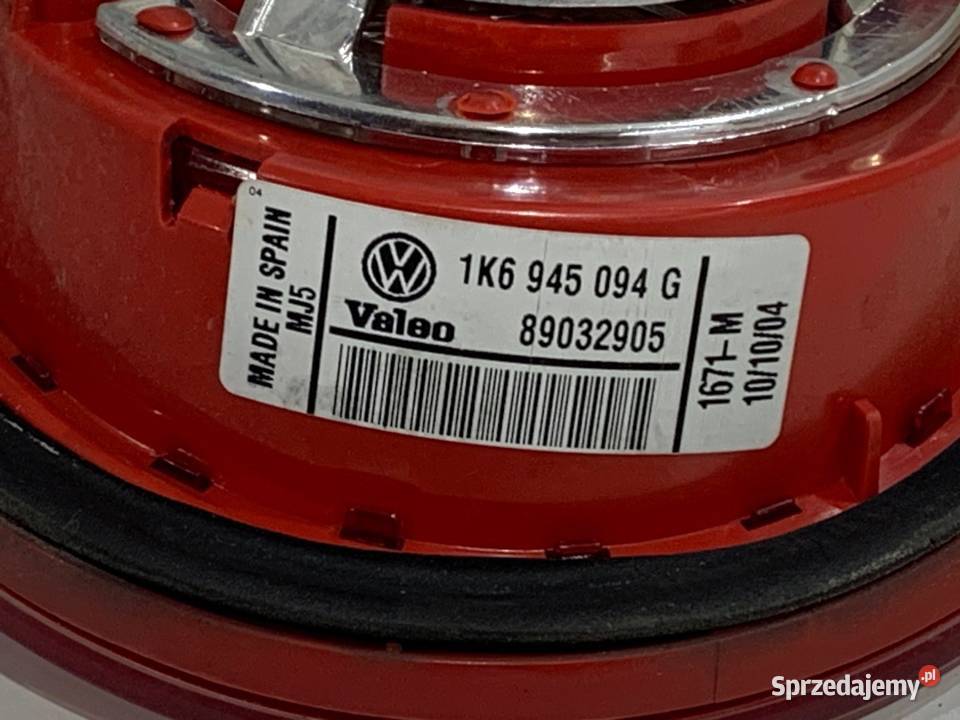 04
MADE IN SPAIN
MJ5
1K6 945 094 G
Valeo
89032905
1671-M
10/10/04
Sprzedajemy.pl